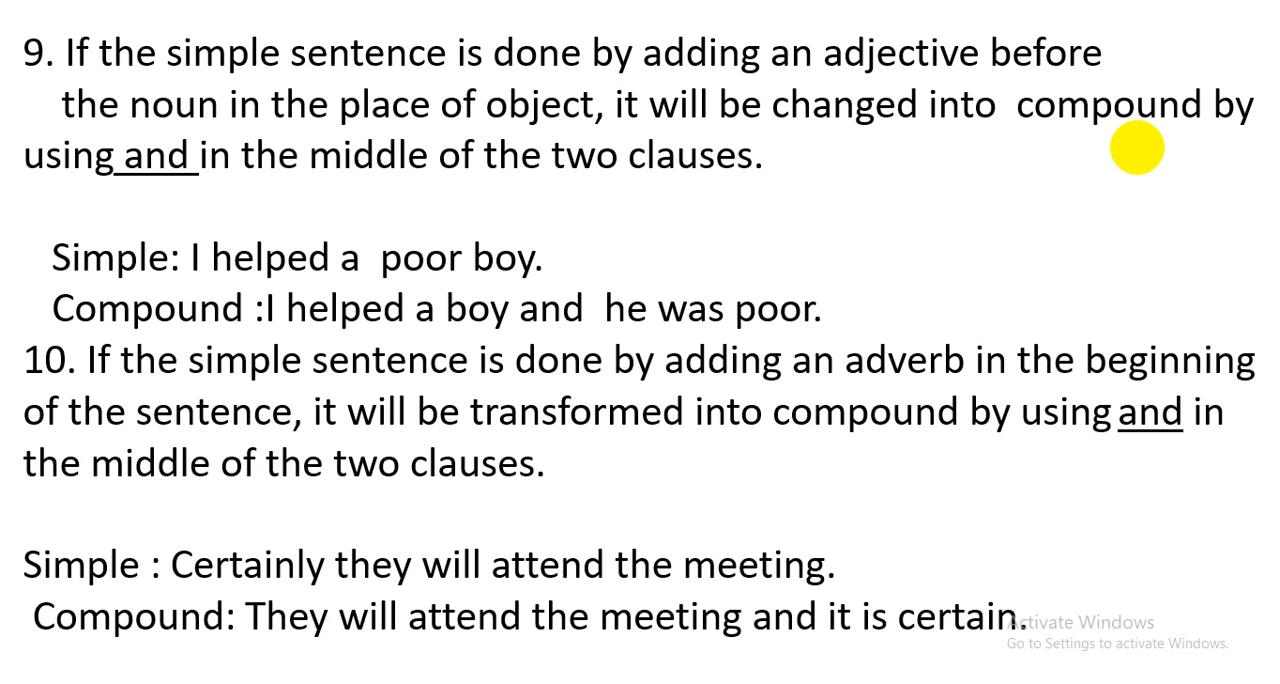 9. If the simple sentence is done by adding an adjective before
the noun in the place of object, it will be changed into compound by
using and in the middle of the two clauses.
Simple: I helped a poor boy.
Compound :I helped a boy and he was poor.
10. If the simple sentence is done by adding an adverb in the beginning
of the sentence, it will be transformed into compound by using and in
the middle of the two clauses.
Simple : Certainly they will attend the meeting.
Compound: They will attend the meeting and it is certain.
Activate Windows
Go to Settings to activate Windows.